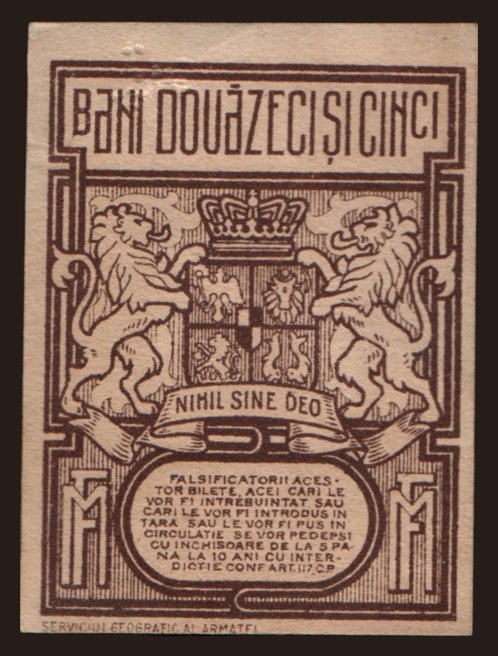 BANI DOUĂZECI ȘI CINCI
NIHIL SINE DEO
FALSIFICATORII ACES-
TOR BILETE, ACEI CARI LE
VOR FI INTREBUINTAT SAU
CARI LE VOR FI INTRODUS IN
TARA SAU LE VOR FI PUS IN
CIRCULATIE SE VOR PEDEPSI
CU INCHISOARE DE LA 5 PA-
NA LA 10 ANI CU INTER-
DICTIE CONF. ART. 117. C.P.
MF MF
SERVICIUL GEOGRAFIC AL ARMATEI